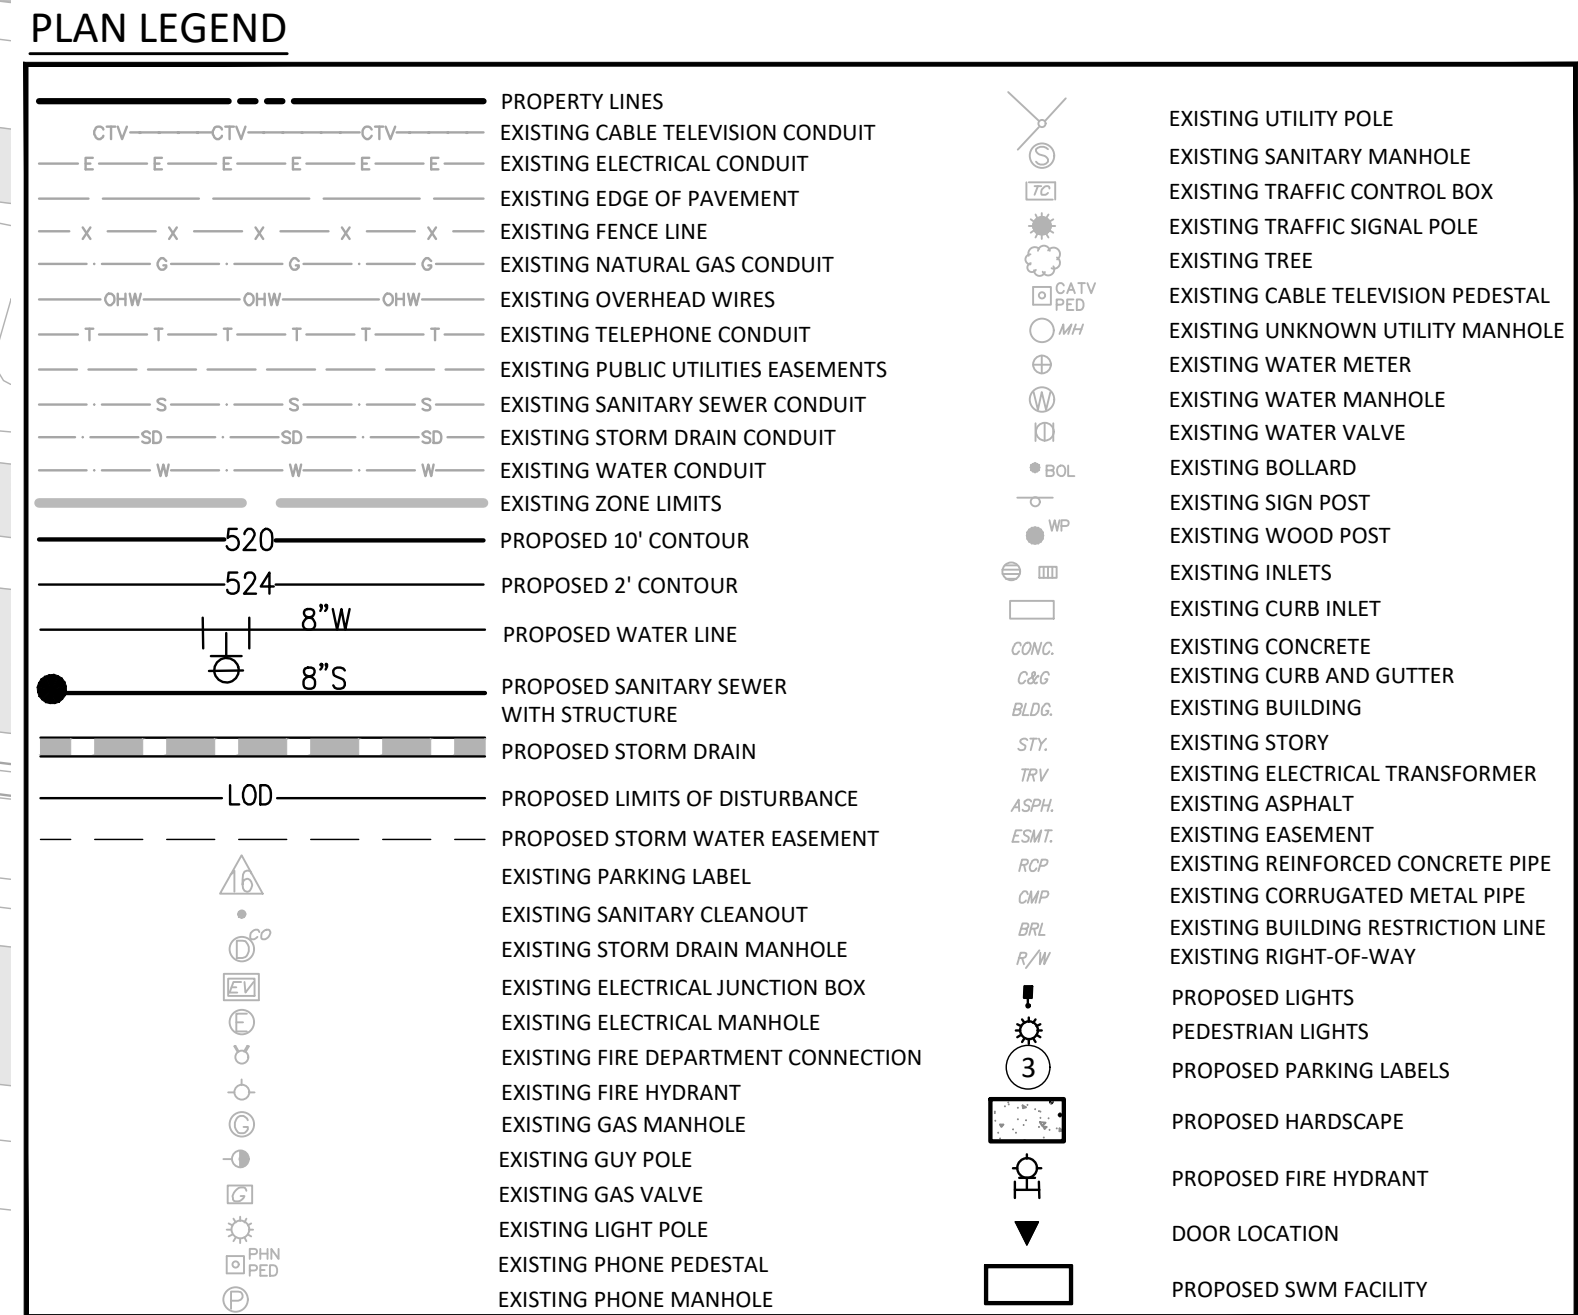 PLAN LEGEND
PROPERTY LINES
CTV CTV CTV EXISTING CABLE TELEVISION CONDUIT
E E E E E E EXISTING ELECTRICAL CONDUIT
EXISTING EDGE OF PAVEMENT
X X X X X EXISTING FENCE LINE
G G G EXISTING NATURAL GAS CONDUIT
OHW OHW OHW EXISTING OVERHEAD WIRES
T T T T T T EXISTING TELEPHONE CONDUIT
EXISTING PUBLIC UTILITIES EASEMENTS
S S S EXISTING SANITARY SEWER CONDUIT
SD SD SD EXISTING STORM DRAIN CONDUIT
W W W EXISTING WATER CONDUIT
EXISTING ZONE LIMITS
520 PROPOSED 10' CONTOUR
524 PROPOSED 2' CONTOUR
8"W PROPOSED WATER LINE
8"S PROPOSED SANITARY SEWER
WITH STRUCTURE
PROPOSED STORM DRAIN
LOD PROPOSED LIMITS OF DISTURBANCE
PROPOSED STORM WATER EASEMENT
16 EXISTING PARKING LABEL
CO EXISTING SANITARY CLEANOUT
D EXISTING STORM DRAIN MANHOLE
EV EXISTING ELECTRICAL JUNCTION BOX
E EXISTING ELECTRICAL MANHOLE
EXISTING FIRE DEPARTMENT CONNECTION
EXISTING FIRE HYDRANT
G EXISTING GAS MANHOLE
EXISTING GUY POLE
G EXISTING GAS VALVE
EXISTING LIGHT POLE
PHN PED EXISTING PHONE PEDESTAL
P EXISTING PHONE MANHOLE
EXISTING UTILITY POLE
S EXISTING SANITARY MANHOLE
TC EXISTING TRAFFIC CONTROL BOX
EXISTING TRAFFIC SIGNAL POLE
EXISTING TREE
CATV PED EXISTING CABLE TELEVISION PEDESTAL
MH EXISTING UNKNOWN UTILITY MANHOLE
EXISTING WATER METER
W EXISTING WATER MANHOLE
EXISTING WATER VALVE
BOL EXISTING BOLLARD
EXISTING SIGN POST
WP EXISTING WOOD POST
EXISTING INLETS
EXISTING CURB INLET
CONC. EXISTING CONCRETE
C&G EXISTING CURB AND GUTTER
BLDG. EXISTING BUILDING
STY. EXISTING STORY
TRV EXISTING ELECTRICAL TRANSFORMER
ASPH. EXISTING ASPHALT
ESMT. EXISTING EASEMENT
RCP EXISTING REINFORCED CONCRETE PIPE
CMP EXISTING CORRUGATED METAL PIPE
BRL EXISTING BUILDING RESTRICTION LINE
R/W EXISTING RIGHT-OF-WAY
PROPOSED LIGHTS
PEDESTRIAN LIGHTS
3 PROPOSED PARKING LABELS
PROPOSED HARDSCAPE
PROPOSED FIRE HYDRANT
DOOR LOCATION
PROPOSED SWM FACILITY